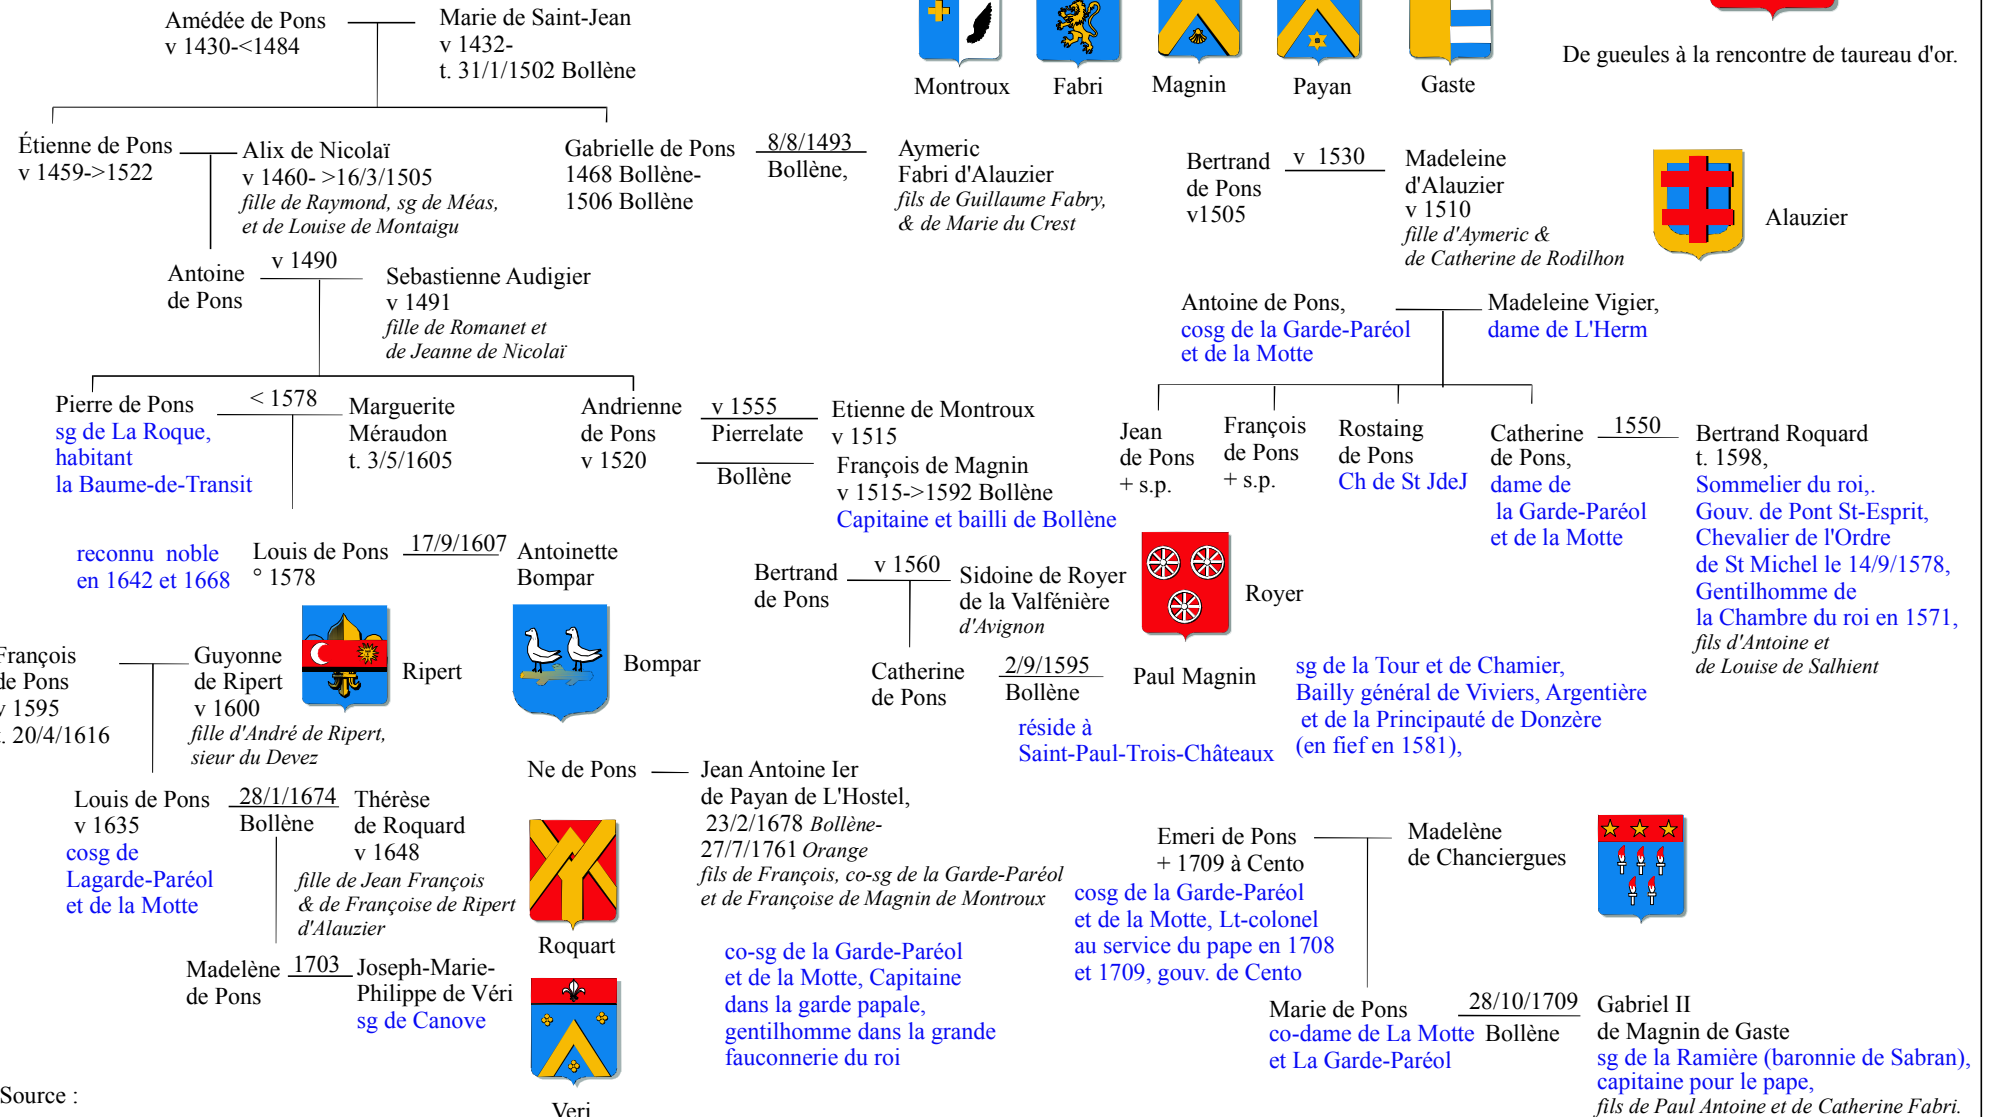 Amédée de Pons
v 1430-<1484
Marie de Saint-Jean
v 1432-
t. 31/1/1502 Bollène
Montroux
Fabri
Magnin
Payan
Gaste
De gueules à la rencontre de taureau d'or.
Étienne de Pons
v 1459->1522
Alix de Nicolaï
v 1460- >16/3/1505
fille de Raymond, sg de Méas,
et de Louise de Montaigu
Gabrielle de Pons
1468 Bollène-
1506 Bollène
8/8/1493
Bollène,
Aymeric
Fabri d'Alauzier
fils de Guillaume Fabry,
& de Marie du Crest
Bertrand
de Pons
v1505
v 1530
Madeleine
d'Alauzier
v 1510
fille d'Aymeric &
de Catherine de Rodilhon
Alauzier
Antoine
de Pons
v 1490
Sebastienne Audigier
v 1491
fille de Romanet et
de Jeanne de Nicolaï
Antoine de Pons,
cosg de la Garde-Paréol
et de la Motte
Madeleine Vigier,
dame de L'Herm
Pierre de Pons
sg de La Roque,
habitant
la Baume-de-Transit
< 1578
Marguerite
Méraudon
t. 3/5/1605
Andrienne
de Pons
v 1520
v 1555
Pierrelate
Etienne de Montroux
v 1515
Bollène
François de Magnin
v 1515->1592 Bollène
Capitaine et bailli de Bollène
Jean
de Pons
+ s.p.
François
de Pons
+ s.p.
Rostaing
de Pons
Ch de St JdeJ
Catherine
de Pons,
dame de
la Garde-Paréol
et de la Motte
1550
Bertrand Roquard
t. 1598,
Sommelier du roi,.
Gouv. de Pont St-Esprit,
Chevalier de l'Ordre
de St Michel le 14/9/1578,
Gentilhomme de
la Chambre du roi en 1571,
fils d'Antoine et
de Louise de Salhient
reconnu noble
en 1642 et 1668
Louis de Pons
° 1578
17/9/1607
Antoinette
Bompar
Bertrand
de Pons
v 1560
Sidoine de Royer
de la Valfénière
d'Avignon
Royer
François
de Pons
v 1595
t. 20/4/1616
Guyonne
de Ripert
v 1600
fille d'André de Ripert,
sieur du Devez
Ripert
Bompar
Catherine
de Pons
2/9/1595
Bollène
réside à
Saint-Paul-Trois-Châteaux
Paul Magnin
sg de la Tour et de Chamier,
Bailly général de Viviers, Argentière
et de la Principauté de Donzère
(en fief en 1581),
Ne de Pons
Jean Antoine Ier
de Payan de L'Hostel,
23/2/1678 Bollène-
27/7/1761 Orange
fils de François, co-sg de la Garde-Paréol
et de Françoise de Magnin de Montroux
co-sg de la Garde-Paréol
et de la Motte, Capitaine
dans la garde papale,
gentilhomme dans la grande
fauconnerie du roi
Louis de Pons
v 1635
cosg de
Lagarde-Paréol
et de la Motte
28/1/1674
Bollène
Thérèse
de Roquard
v 1648
fille de Jean François
& de Françoise de Ripert
d'Alauzier
Roquart
Emeri de Pons
+ 1709 à Cento
cosg de la Garde-Paréol
et de la Motte, Lt-colonel
au service du pape en 1708
et 1709, gouv. de Cento
Madelène
de Chanciergues
Madelène
de Pons
1703
Joseph-Marie-
Philippe de Véri
sg de Canove
Veri
Marie de Pons
co-dame de La Motte
et La Garde-Paréol
28/10/1709
Bollène
Gabriel II
de Magnin de Gaste
sg de la Ramière (baronnie de Sabran),
capitaine pour le pape,
fils de Paul Antoine et de Catherine Fabri.
Source :